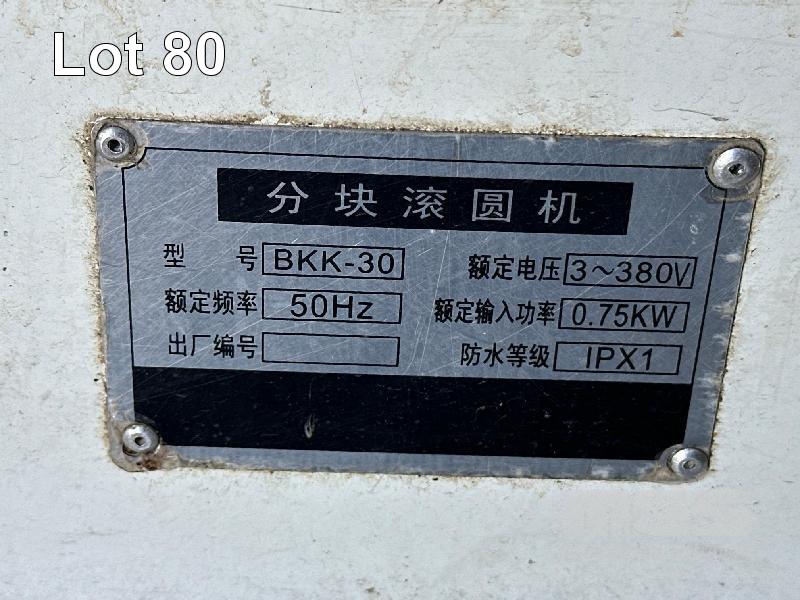 Lot 80
分块滚圆机
型 号 BKK-30 额定电压 3～380V
额定频率 50Hz 额定输入功率 0.75KW
出厂编号 防水等级 IPX1